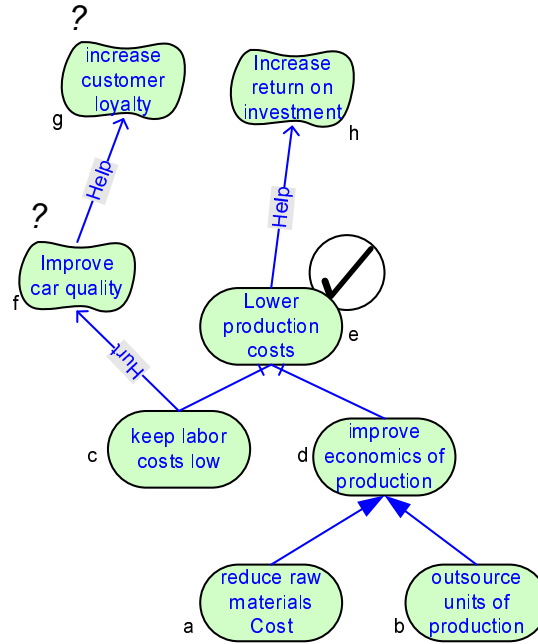 ?
increase
customer
loyalty
g
Increase
return on
investment
h
Help
Help
?
Improve
car quality
f
Lower
production
costs
e
Hurt
keep labor
costs low
c
improve
economics of
production
d
reduce raw
materials
Cost
a
outsource
units of
production
b